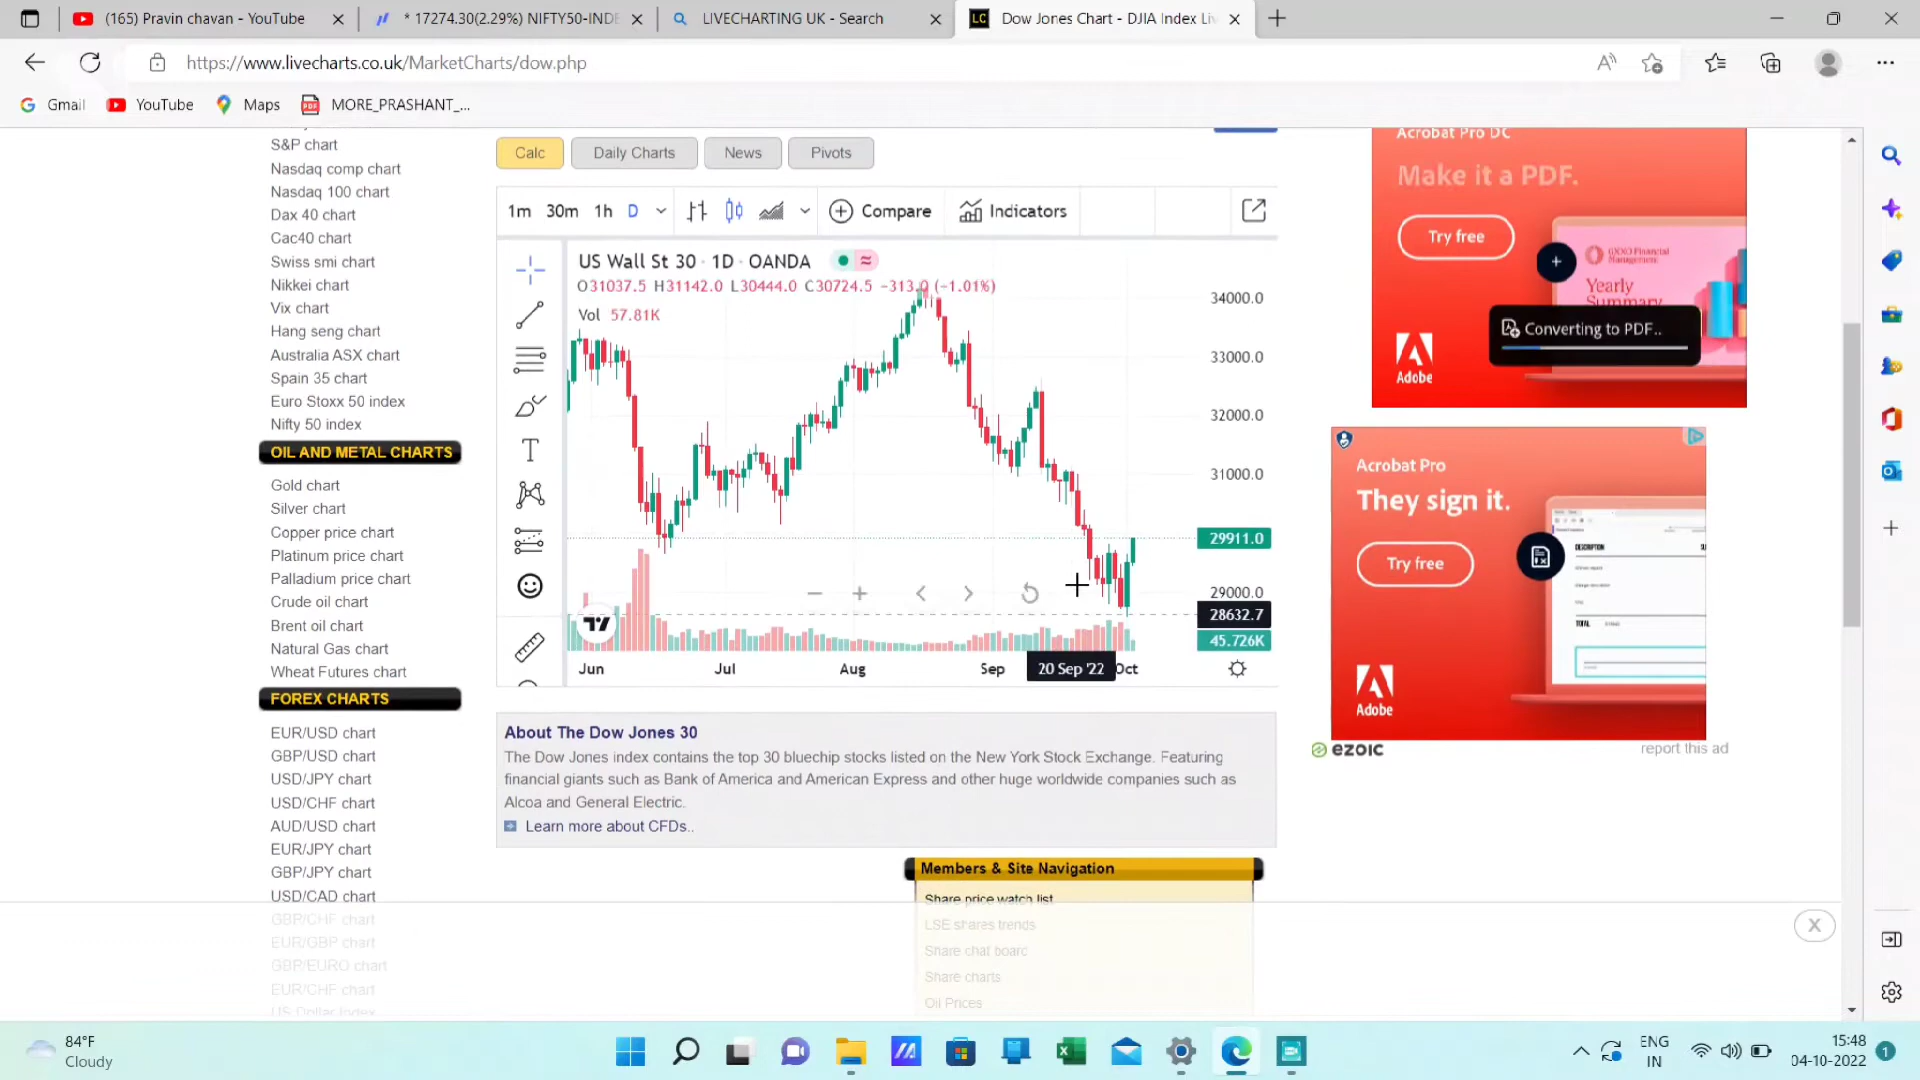 (165) Pravin chavan - YouTube
* 17274.30(2.29%) NIFTY50-INDE
LIVECHARTING UK - Search
LC Dow Jones Chart - DJIA Index Li
https://www.livecharts.co.uk/MarketCharts/dow.php
Gmail YouTube Maps MORE_PRASHANT_...
S&P chart
Nasdaq comp chart
Nasdaq 100 chart
Dax 40 chart
Cac40 chart
Swiss smi chart
Nikkei chart
Vix chart
Hang seng chart
Australia ASX chart
Spain 35 chart
Euro Stoxx 50 index
Nifty 50 index
OIL AND METAL CHARTS
Gold chart
Silver chart
Copper price chart
Platinum price chart
Palladium price chart
Crude oil chart
Brent oil chart
Natural Gas chart
Wheat Futures chart
FOREX CHARTS
EUR/USD chart
GBP/USD chart
USD/JPY chart
USD/CHF chart
AUD/USD chart
EUR/JPY chart
GBP/JPY chart
USD/CAD chart
GBP/CHF chart
EUR/GBP chart
GBP/EURO chart
EUR/CHF chart
US Dollar Index
Calc Daily Charts News Pivots
1m 30m 1h D Compare Indicators
US Wall St 30 · 1D · OANDA
O31037.5 H31142.0 L30444.0 C30724.5 −313.0 (−1.01%)
Vol 57.81K
34000.0
33000.0
32000.0
31000.0
29911.0
29000.0
28632.7
45.726K
Jun Jul Aug Sep 20 Sep '22 Oct
About The Dow Jones 30
The Dow Jones index contains the top 30 bluechip stocks listed on the New York Stock Exchange. Featuring
financial giants such as Bank of America and American Express and other huge worldwide companies such as
Alcoa and General Electric.
Learn more about CFDs..
Members & Site Navigation
Share price watch list
LSE shares trends
Share chat board
Share charts
Oil Prices
Acrobat Pro DC
Make it a PDF.
Try free
Yearly
Summary
Converting to PDF..
Adobe
Acrobat Pro
They sign it.
Try free
DESCRIPTION
TOTAL
Adobe
ezoic
report this ad
X
84°F
Cloudy
ENG
IN
15:48
04-10-2022
1